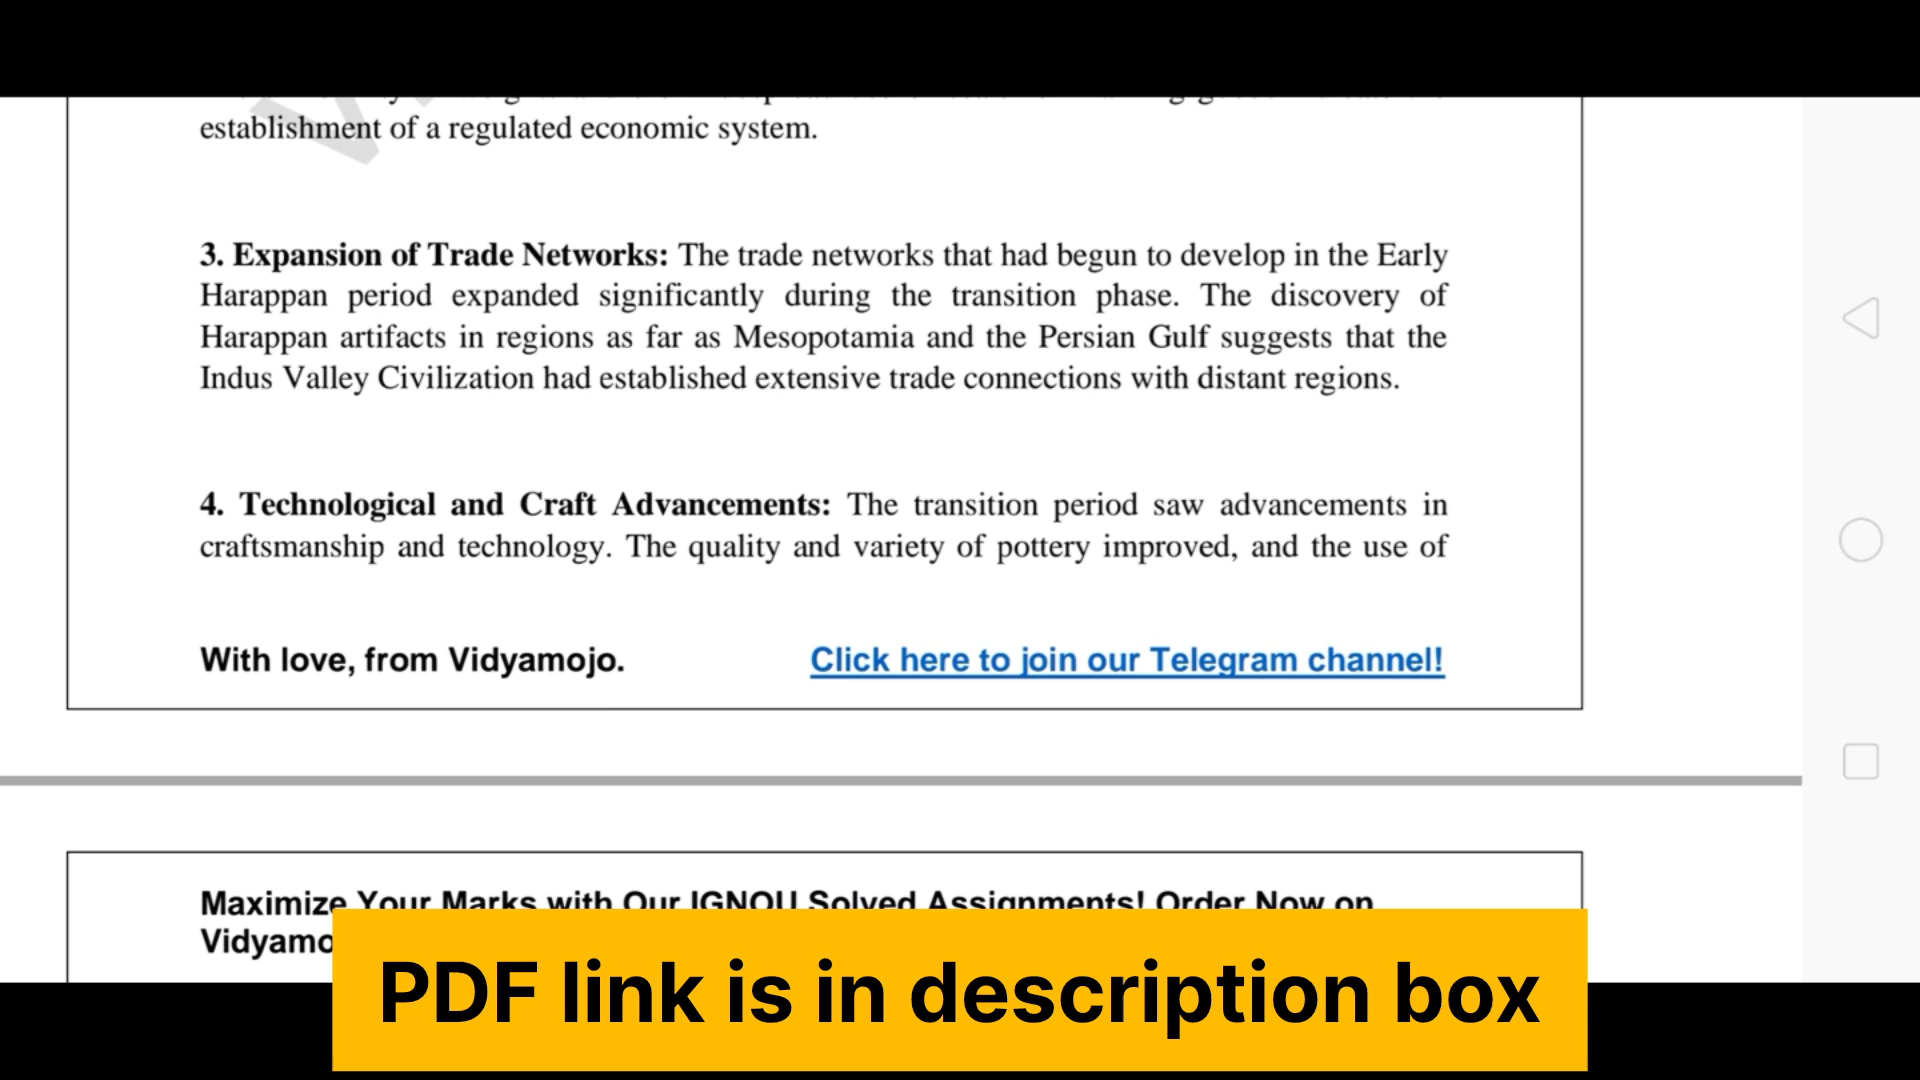 establishment of a regulated economic system.
3. Expansion of Trade Networks: The trade networks that had begun to develop in the Early
Harappan period expanded significantly during the transition phase. The discovery of
Harappan artifacts in regions as far as Mesopotamia and the Persian Gulf suggests that the
Indus Valley Civilization had established extensive trade connections with distant regions.
4. Technological and Craft Advancements: The transition period saw advancements in
craftsmanship and technology. The quality and variety of pottery improved, and the use of
With love, from Vidyamojo. Click here to join our Telegram channel!
Maximize Your Marks with Our IGNOU Solved Assignments! Order Now on
Vidyamo
PDF link is in description box